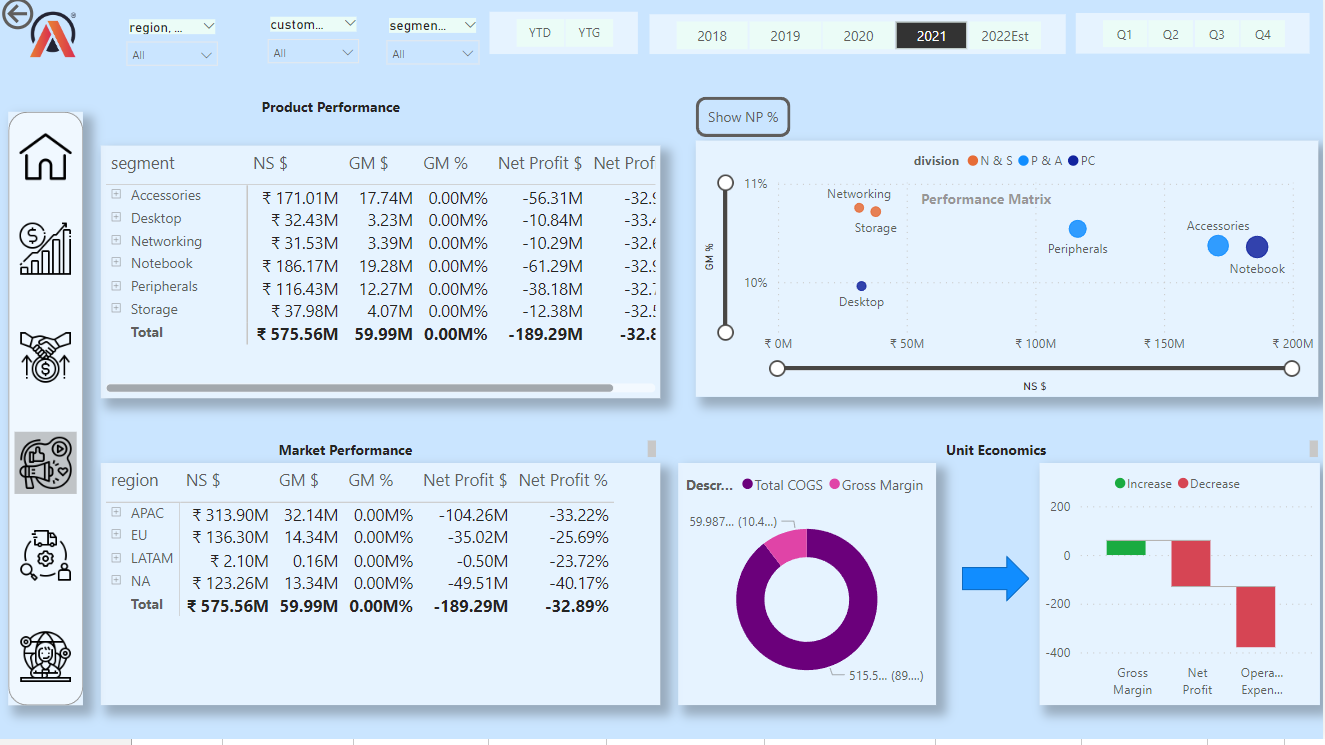 region, ... custom... segmen... YTD YTG 2018 2019 2020 2021 2022Est Q1 Q2 Q3 Q4
All All All
Product Performance
segment NS $ GM $ GM % Net Profit $ Net Prof
Accessories ₹ 171.01M 17.74M 0.00M% -56.31M -32.9
Desktop ₹ 32.43M 3.23M 0.00M% -10.84M -33.4
Networking ₹ 31.53M 3.39M 0.00M% -10.29M -32.6
Notebook ₹ 186.17M 19.28M 0.00M% -61.29M -32.9
Peripherals ₹ 116.43M 12.27M 0.00M% -38.18M -32.7
Storage ₹ 37.98M 4.07M 0.00M% -12.38M -32.5
Total ₹ 575.56M 59.99M 0.00M% -189.29M -32.8
Show NP %
division N & S P & A PC
Performance Matrix
11%
10%
GM %
Networking
Storage
Peripherals
Accessories
Notebook
Desktop
₹ 0M ₹ 50M ₹ 100M ₹ 150M ₹ 200M
NS $
Market Performance
region NS $ GM $ GM % Net Profit $ Net Profit %
APAC ₹ 313.90M 32.14M 0.00M% -104.26M -33.22%
EU ₹ 136.30M 14.34M 0.00M% -35.02M -25.69%
LATAM ₹ 2.10M 0.16M 0.00M% -0.50M -23.72%
NA ₹ 123.26M 13.34M 0.00M% -49.51M -40.17%
Total ₹ 575.56M 59.99M 0.00M% -189.29M -32.89%
Unit Economics
Descr... Total COGS Gross Margin
59.987... (10.4...)
515.5... (89....)
Increase Decrease
200
0
-200
-400
Gross Margin
Net Profit
Opera... Expen...